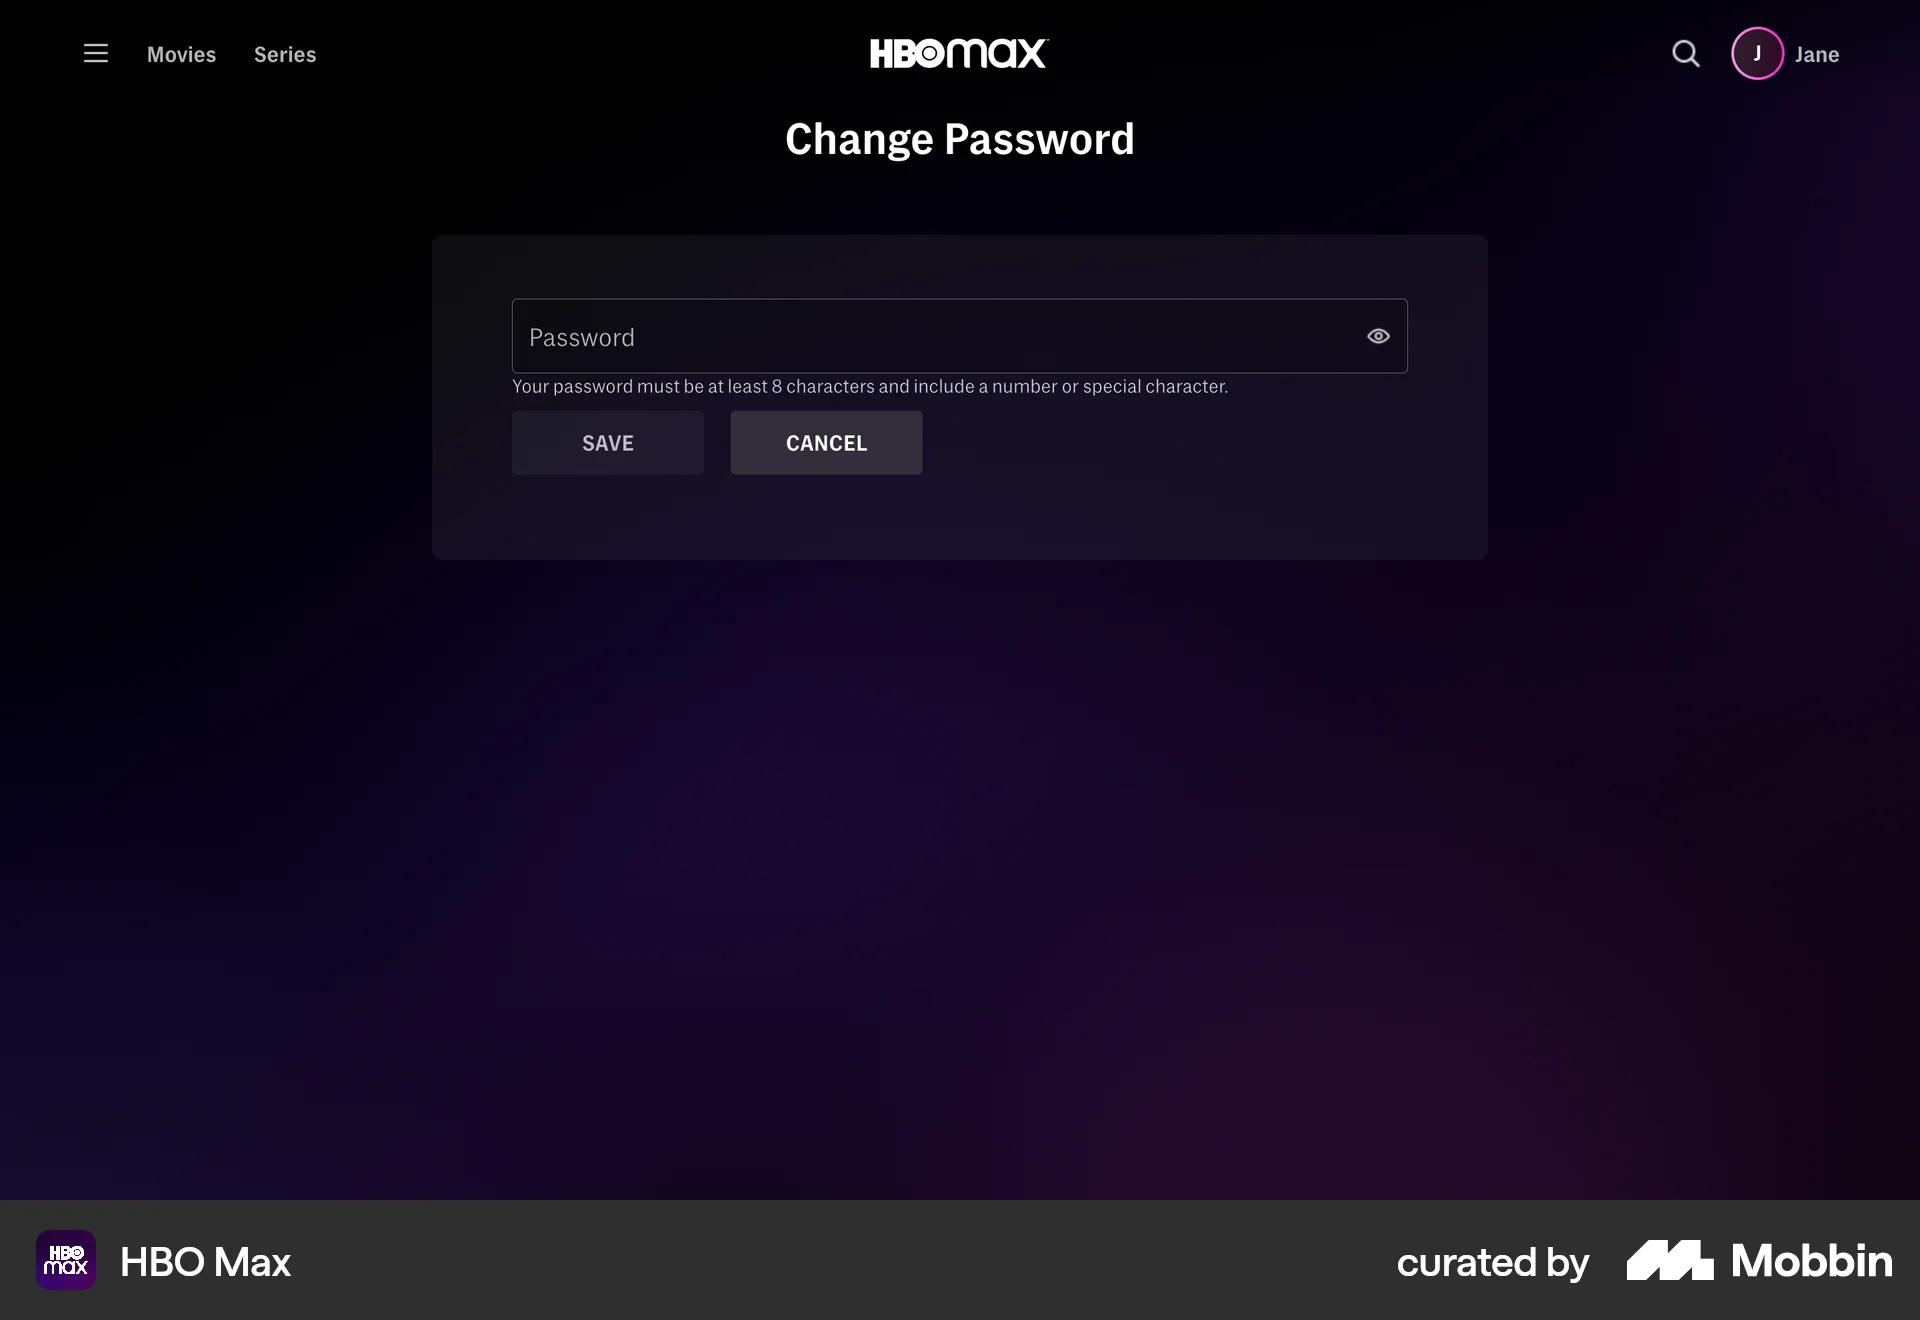 Movies Series HBOmax J Jane
Change Password
Password
Your password must be at least 8 characters and include a number or special character.
SAVE CANCEL
HBO max HBO Max curated by Mobbin